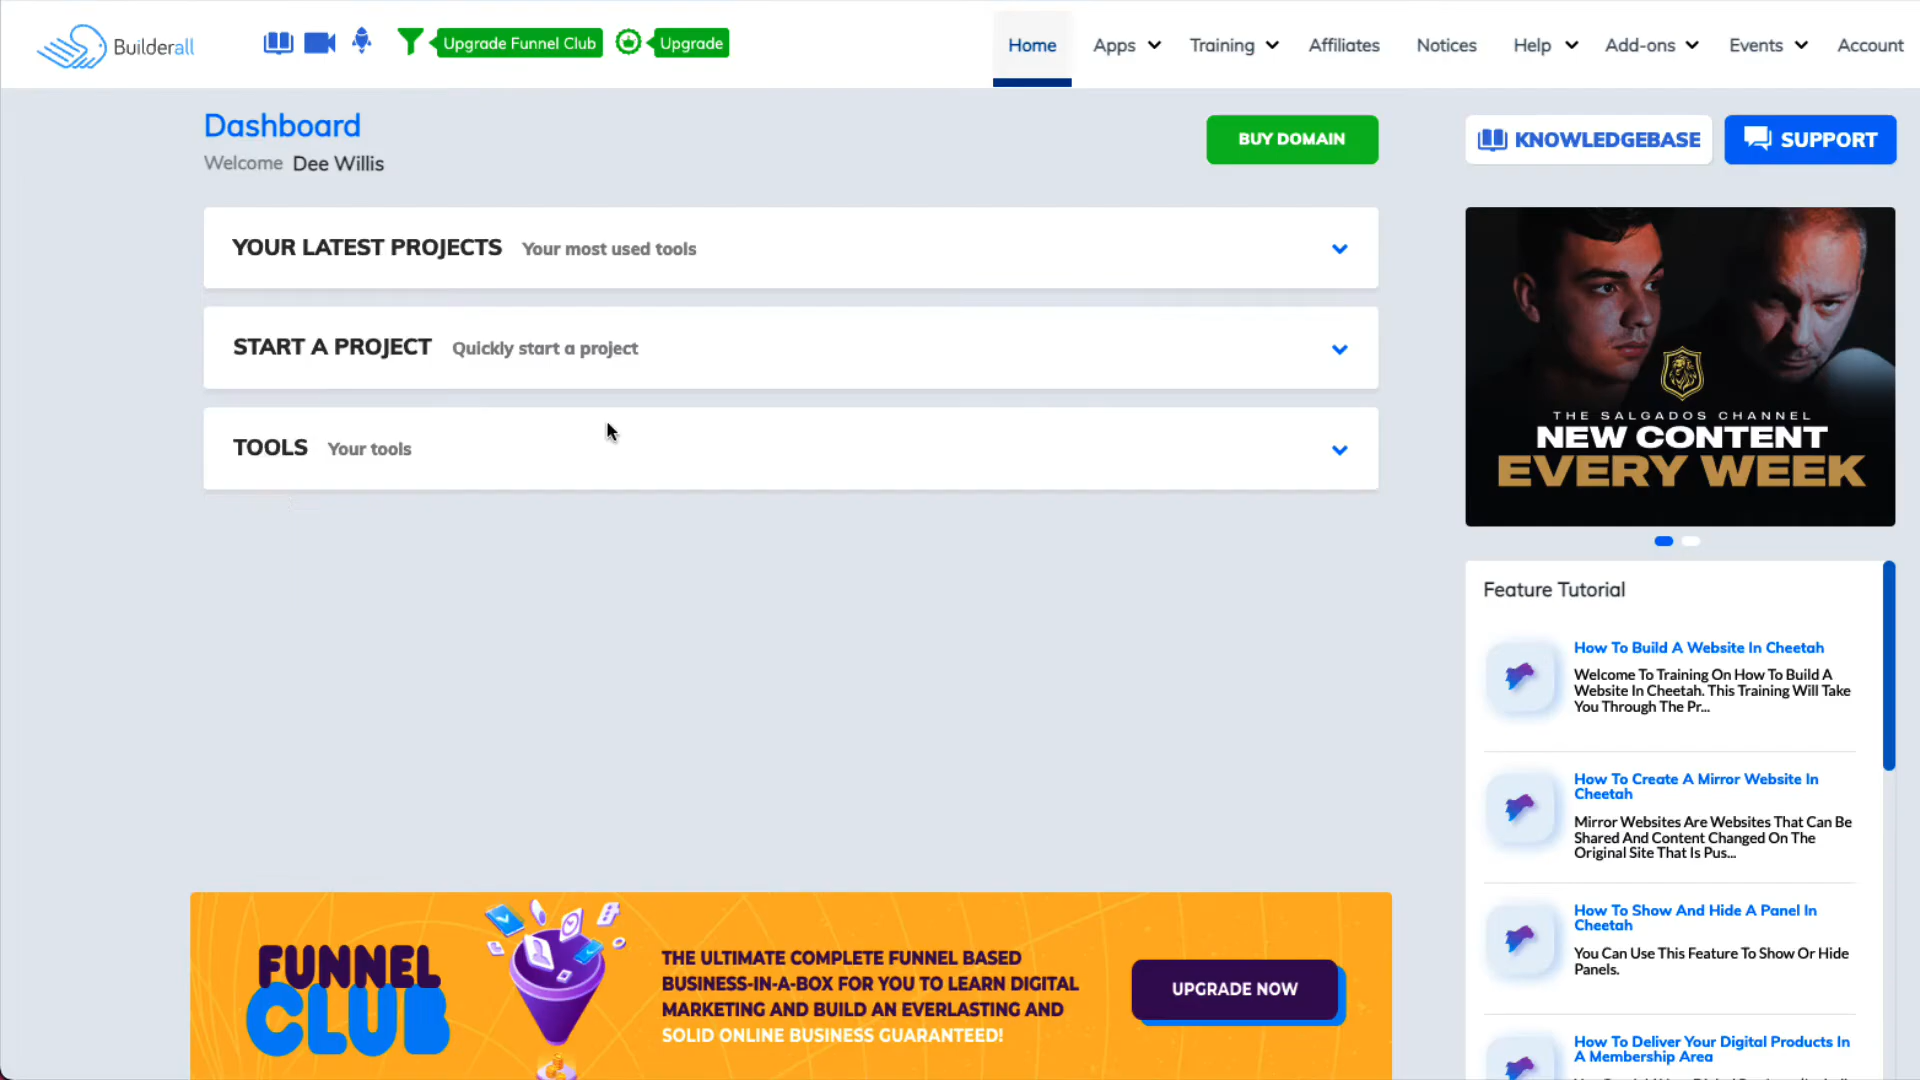 Builderall
Upgrade Funnel Club
Upgrade
Home
Apps
Training
Affiliates
Notices
Help
Add-ons
Events
Account
Dashboard
Welcome Dee Willis
BUY DOMAIN
KNOWLEDGEBASE
SUPPORT
YOUR LATEST PROJECTS Your most used tools
START A PROJECT Quickly start a project
TOOLS Your tools
THE SALGADOS CHANNEL
NEW CONTENT
EVERY WEEK
Feature Tutorial
How To Build A Website In Cheetah
Welcome To Training On How To Build A
Website In Cheetah. This Training Will Take
You Through The Pr...
How To Create A Mirror Website In
Cheetah
Mirror Websites Are Websites That Can Be
Shared And Content Changed On The
Original Site That Is Pus...
How To Show And Hide A Panel In
Cheetah
You Can Use This Feature To Show Or Hide
Panels.
How To Deliver Your Digital Products In
A Membership Area
FUNNEL
CLUB
THE ULTIMATE COMPLETE FUNNEL BASED
BUSINESS-IN-A-BOX FOR YOU TO LEARN DIGITAL
MARKETING AND BUILD AN EVERLASTING AND
SOLID ONLINE BUSINESS GUARANTEED!
UPGRADE NOW